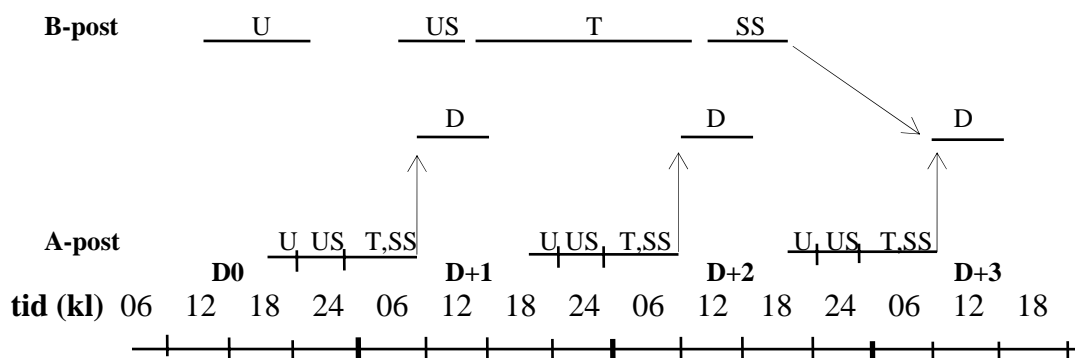 B-post U US T SS
D D D
A-post U US T,SS U US T,SS U US T,SS
D0 D+1 D+2 D+3
tid (kl) 06 12 18 24 06 12 18 24 06 12 18 24 06 12 18